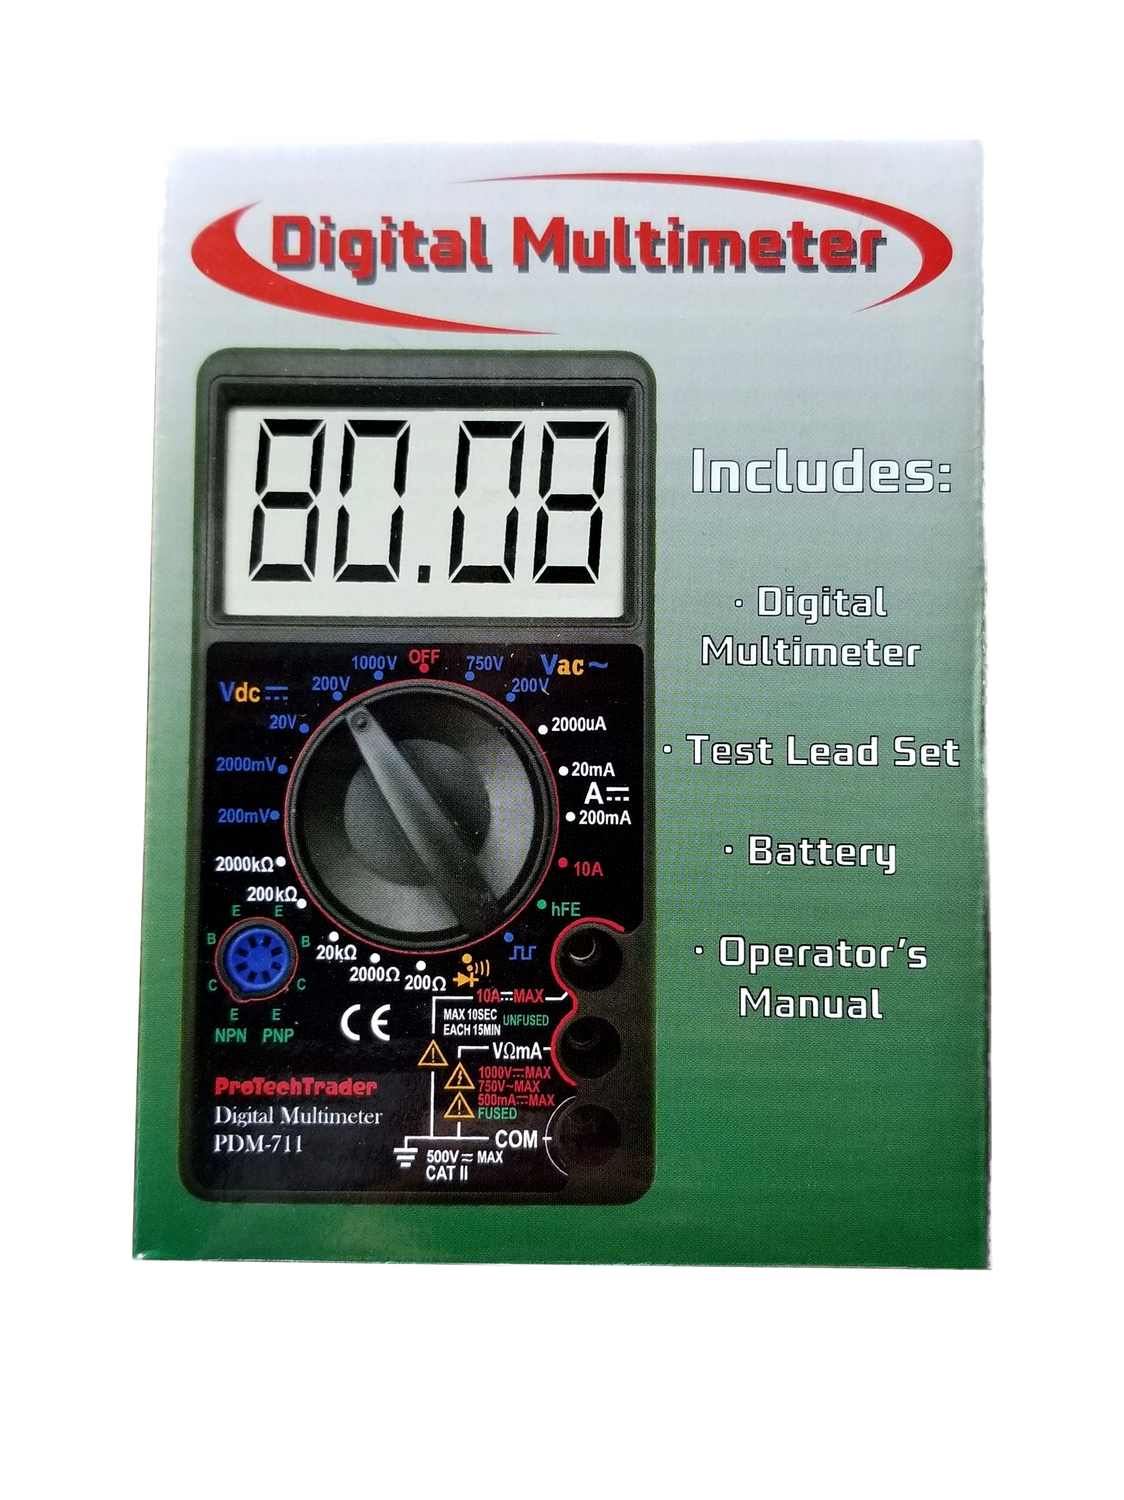 Digital Multimeter
80.08
Includes:
· Digital
Multimeter
· Test Lead Set
· Battery
· Operator's
Manual
OFF
1000V
750V
Vac ~
Vdc
200V
200V
20V
2000uA
2000mV
20mA
A
200mV
200mA
2000kΩ
10A
200kΩ
hFE
E E
B B
C C
E E
NPN PNP
20kΩ
2000Ω
200Ω
10A⎓MAX
MAX 10SEC
EACH 15MIN
UNFUSED
CE
VΩmA
1000V⎓MAX
750V~MAX
500mA⎓MAX
FUSED
ProTechTrader
Digital Multimeter
PDM-711
COM
500V⎓ MAX
CAT II